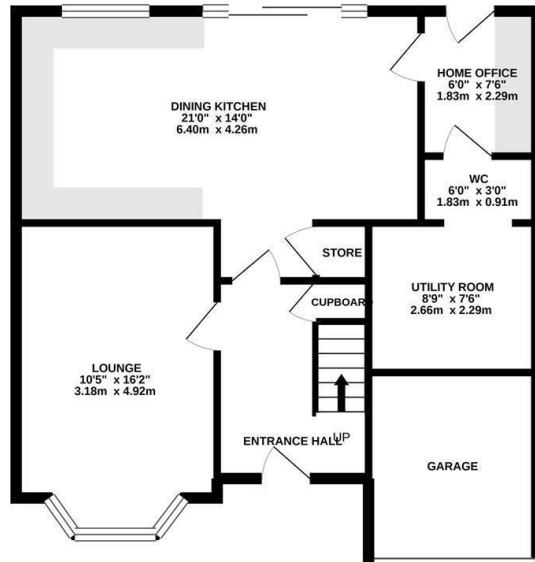 HOME OFFICE
6'0" x 7'6"
1.83m x 2.29m
DINING KITCHEN
21'0" x 14'0"
6.40m x 4.26m
WC
6'0" x 3'0"
1.83m x 0.91m
STORE
UTILITY ROOM
8'9" x 7'6"
2.66m x 2.29m
CUPBOARD
LOUNGE
10'5" x 16'2"
3.18m x 4.92m
UP
ENTRANCE HALL
GARAGE